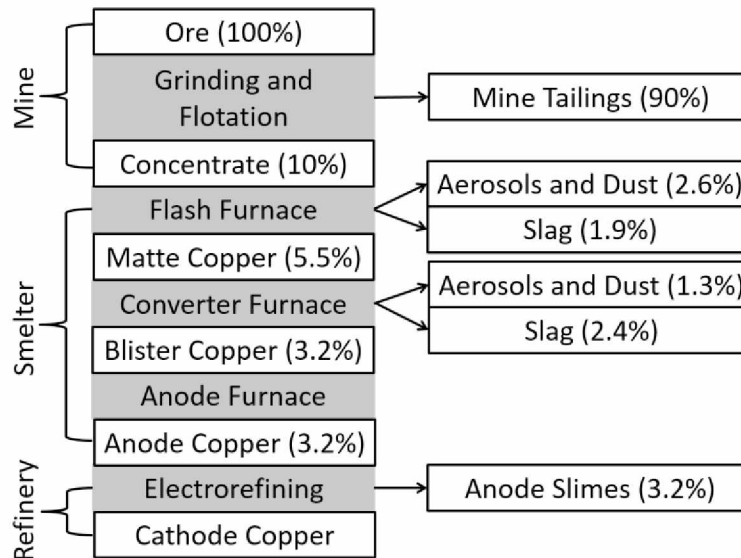 Mine
Ore (100%)
Grinding and
Flotation
Mine Tailings (90%)
Concentrate (10%)
Smelter
Flash Furnace
Aerosols and Dust (2.6%)
Slag (1.9%)
Matte Copper (5.5%)
Converter Furnace
Aerosols and Dust (1.3%)
Slag (2.4%)
Blister Copper (3.2%)
Anode Furnace
Anode Copper (3.2%)
Refinery
Electrorefining
Anode Slimes (3.2%)
Cathode Copper